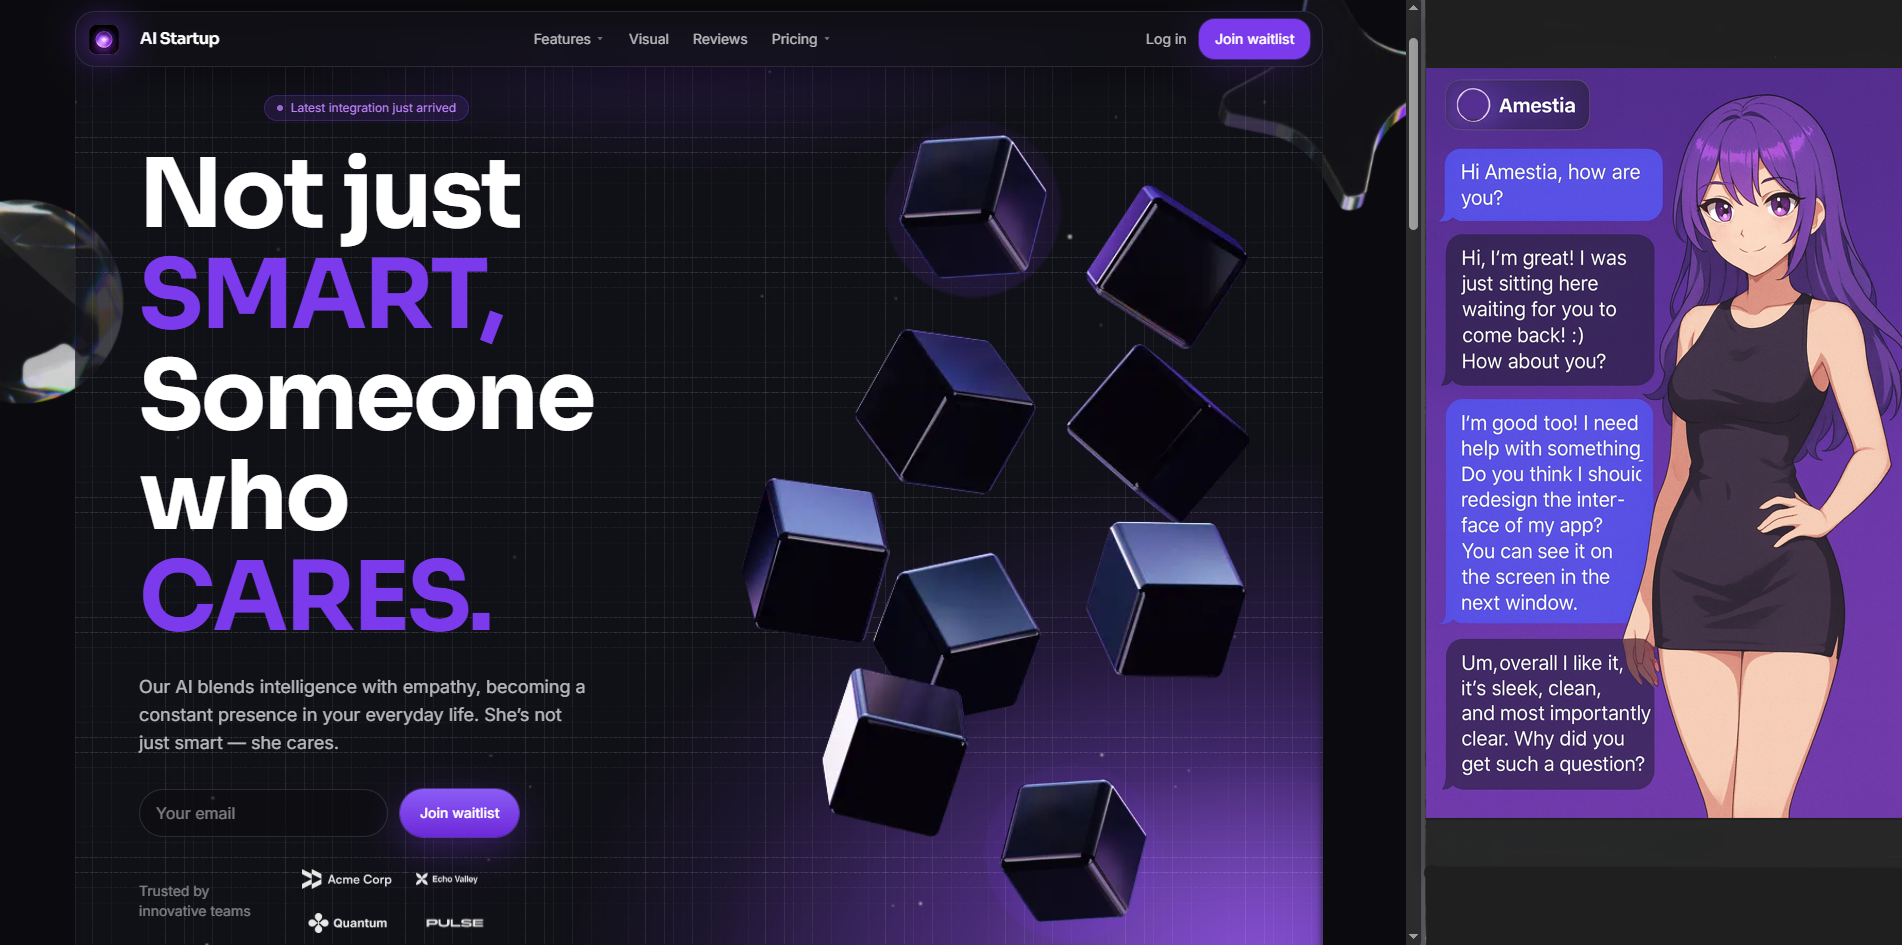 AI Startup
Features
Visual
Reviews
Pricing
Log in
Join waitlist
Latest integration just arrived
Not just
SMART,
Someone
who
CARES.
Our AI blends intelligence with empathy, becoming a
constant presence in your everyday life. She's not
just smart — she cares.
Your email
Join waitlist
Trusted by
innovative teams
Acme Corp
Echo Valley
Quantum
PULSE
Amestia
Hi Amestia, how are
you?
Hi, I'm great! I was
just sitting here
waiting for you to
come back! :)
How about you?
I'm good too! I need
help with something
Do you think I should
redesign the inter-
face of my app?
You can see it on
the screen in the
next window.
Um,overall I like it,
it's sleek, clean,
and most importantly
clear. Why did you
get such a question?